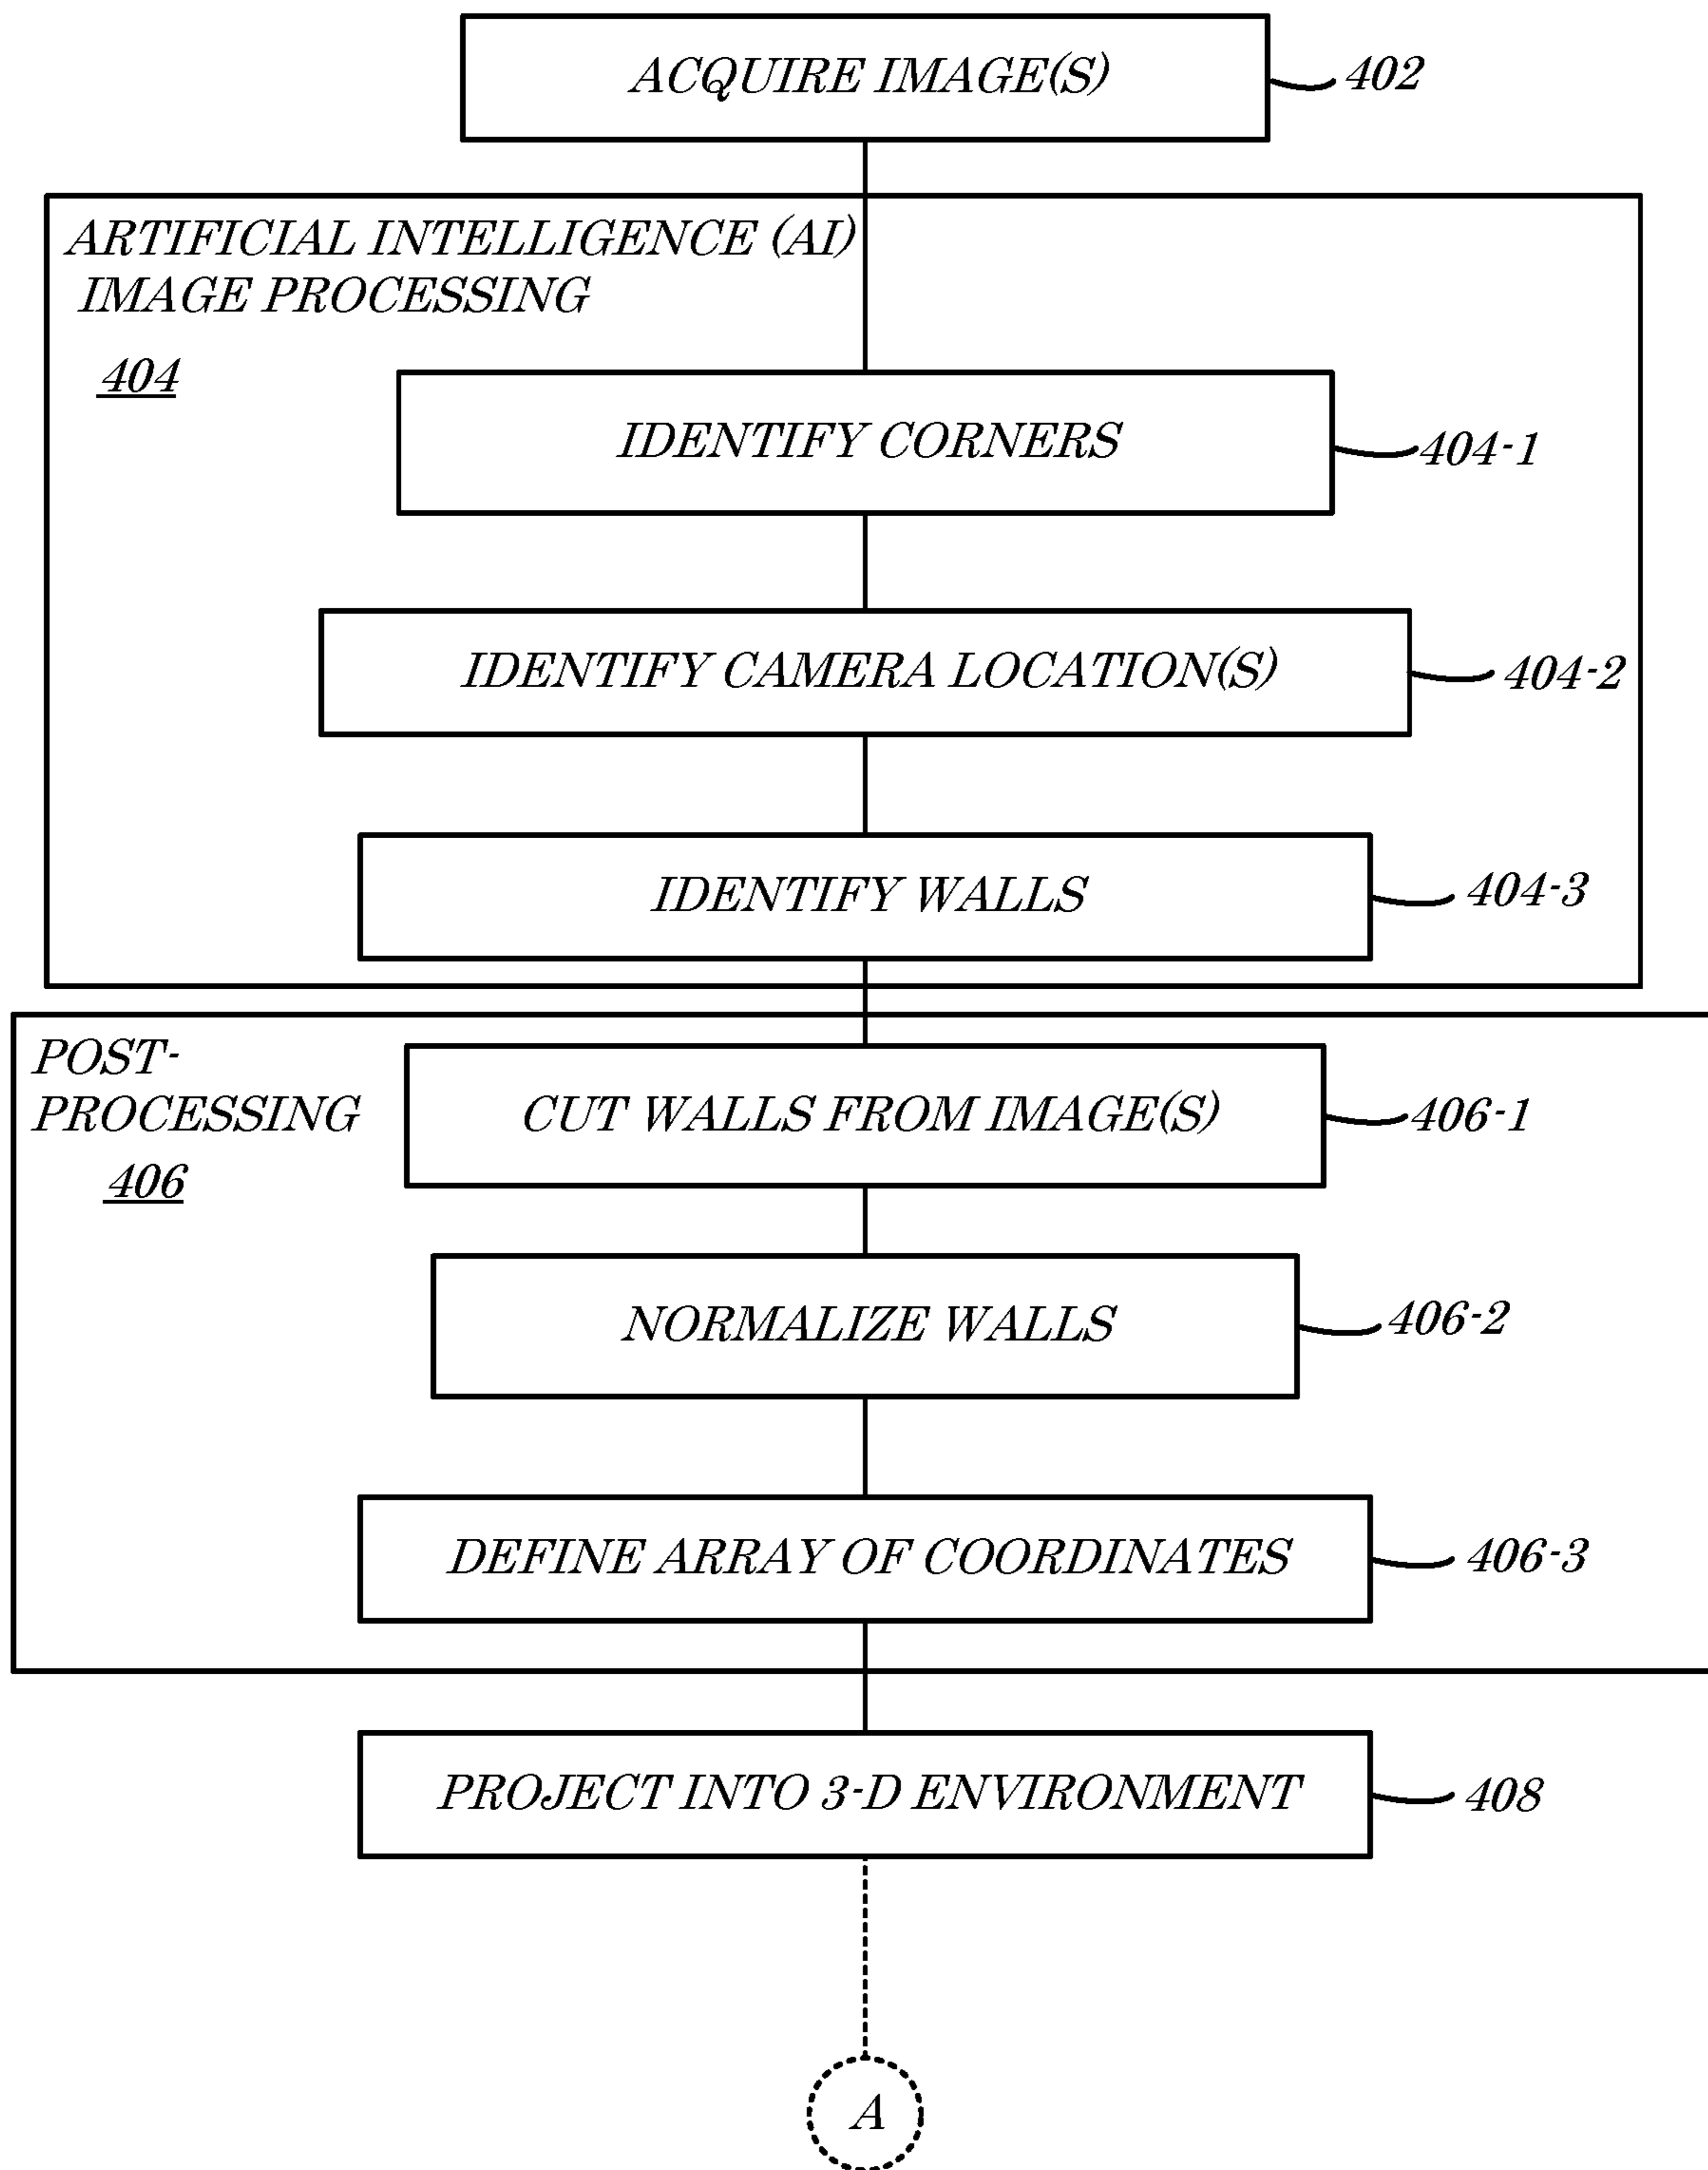 ACQUIRE IMAGE(S)
402
ARTIFICIAL INTELLIGENCE (AI)
IMAGE PROCESSING
404
IDENTIFY CORNERS
404-1
IDENTIFY CAMERA LOCATION(S)
404-2
IDENTIFY WALLS
404-3
POST-
PROCESSING
406
CUT WALLS FROM IMAGE(S)
406-1
NORMALIZE WALLS
406-2
DEFINE ARRAY OF COORDINATES
406-3
PROJECT INTO 3-D ENVIRONMENT
408
A